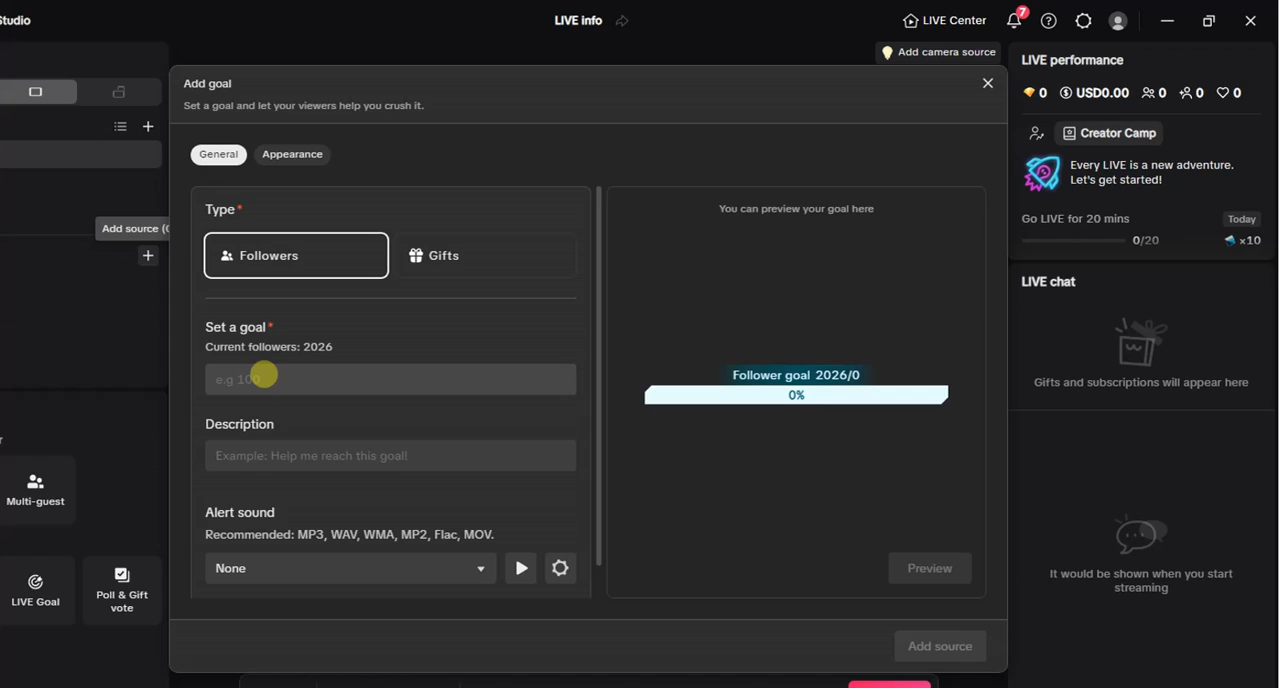 Studio
LIVE info
LIVE Center
7
Add camera source
Add goal
Set a goal and let your viewers help you crush it.
General
Appearance
Type*
Followers
Gifts
Set a goal*
Current followers: 2026
e.g 100
Description
Example: Help me reach this goal!
Alert sound
Recommended: MP3, WAV, WMA, MP2, Flac, MOV.
None
You can preview your goal here
Follower goal 2026/0
0%
Preview
Add source
Add source (
Multi-guest
LIVE Goal
Poll & Gift
vote
LIVE performance
0 USD0.00 0 0 0
Creator Camp
Every LIVE is a new adventure.
Let's get started!
Go LIVE for 20 mins
Today
0/20
x10
LIVE chat
Gifts and subscriptions will appear here
It would be shown when you start
streaming